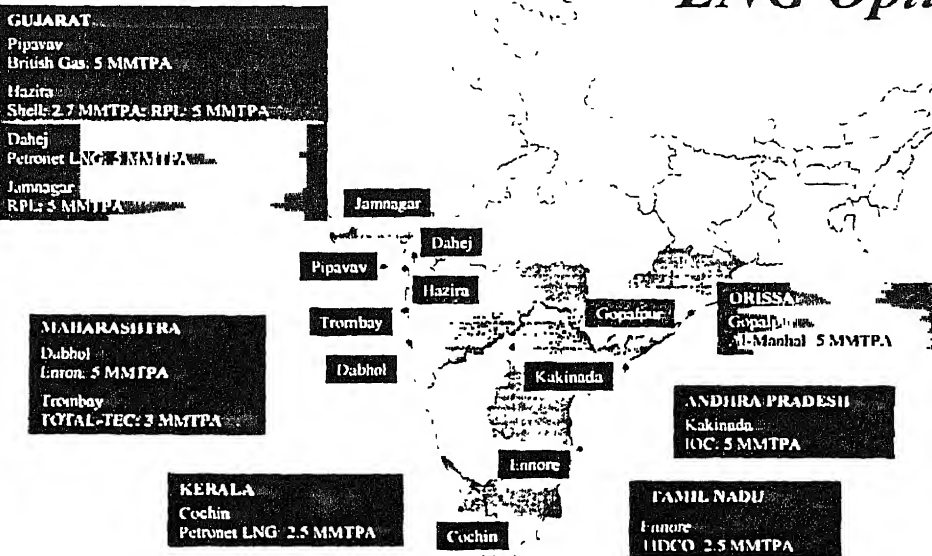 LNG
GUJARAT
Pipavav
British Gas: 5 MMTPA
Hazira
Shell: 2.7 MMTPA; RPL: 5 MMTPA
Dahej
Petronet LNG: 5 MMTPA
Jamnagar
RPL: 5 MMTPA
Jamnagar
Dahej
Pipavav
Hazira
Trombay
Dabhol
Gopalpur
Kakinada
Ennore
Cochin
ORISSA
Gopalpur
Al-Manhal 5 MMTPA
MAHARASHTRA
Dabhol
Enron: 5 MMTPA
Trombay
TOTAL-TEC: 3 MMTPA
ANDHRA PRADESH
Kakinada
IOC: 5 MMTPA
KERALA
Cochin
Petronet LNG 2.5 MMTPA
TAMIL NADU
Ennore
2.5 MMTPA